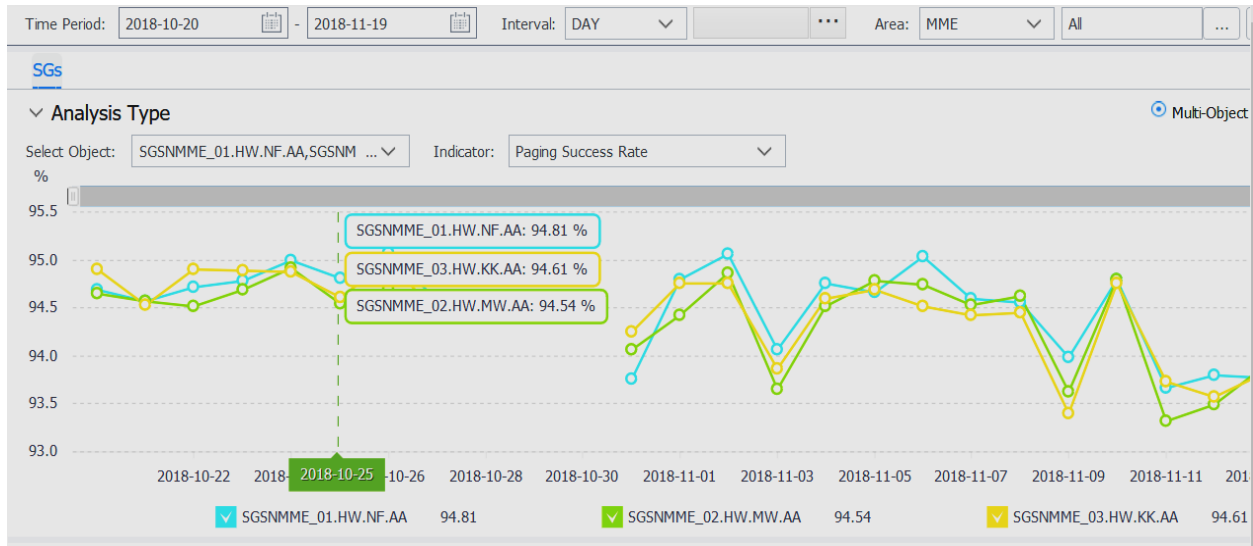 Time Period: 2018-10-20 - 2018-11-19 Interval: DAY ... Area: MME All ...
SGs
Analysis Type Multi-Object
Select Object: SGSNMME_01.HW.NF.AA,SGSNM ... Indicator: Paging Success Rate
%
95.5
SGSNMME_01.HW.NF.AA: 94.81 %
95.0
SGSNMME_03.HW.KK.AA: 94.61 %
94.5
SGSNMME_02.HW.MW.AA: 94.54 %
94.0
93.5
93.0
2018-10-22 2018- 2018-10-25 -10-26 2018-10-28 2018-10-30 2018-11-01 2018-11-03 2018-11-05 2018-11-07 2018-11-09 2018-11-11 201
SGSNMME_01.HW.NF.AA 94.81 SGSNMME_02.HW.MW.AA 94.54 SGSNMME_03.HW.KK.AA 94.61